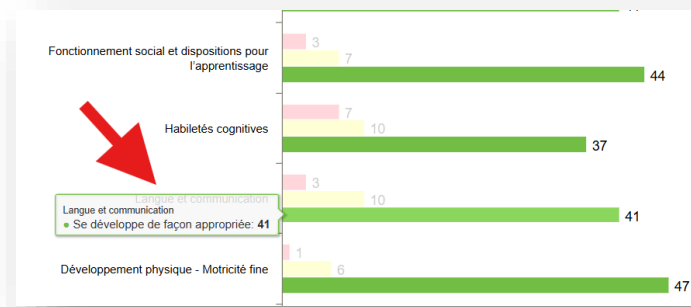 3
Fonctionnement social et dispositions pour
7
l'apprentissage
44
7
Habiletés cognitives
10
37
3
Langue et communication
10
Langue et communication
• Se développe de façon appropriée: 41
41
1
Développement physique - Motricité fine
6
47